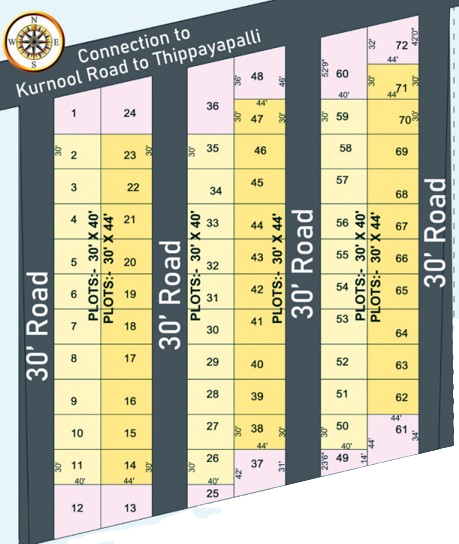 N
W E
S
Connection to
Kurnool Road to Thippayapalli
30' Road
30' Road
30' Road
30' Road
1 24
30' 2 23 30'
3 22
4 21
5 20
6 19
7 18
8 17
9 16
10 15
30' 11 14 30'
40' 44'
12 13
PLOTS:- 30' X 40'
PLOTS:- 30' X 44'
36 36' 48 46'
44'
30' 47 30'
30' 35 46
34 45
33 44
32 43
31 42
30 41
29 40
28 39
27 30' 38 30'
44'
30' 26 42' 37 31'
40'
25
PLOTS:- 30' X 40'
PLOTS:- 30' X 44'
52'9" 60 32' 72 42'0"
44'
40' 30' 71
44'
30' 59 70 30'
58 69
57 68
56 67
55 66
54 65
53 64
52 63
51 62
44'
30' 50 61 34'
40' 44'
23'6" 49 14'
PLOTS:- 30' X 40'
PLOTS:- 30' X 44'